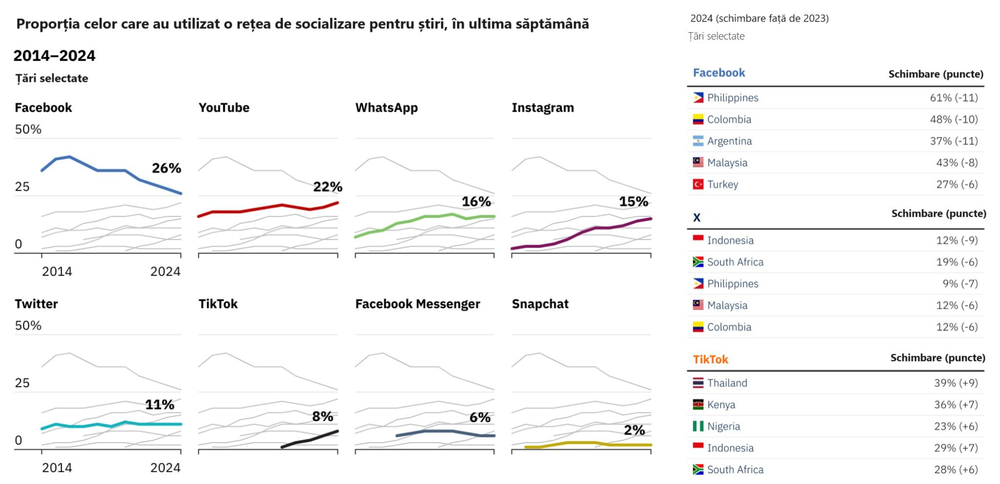 Proporția celor care au utilizat o rețea de socializare pentru știri, în ultima săptămână
2014–2024
Țări selectate
Facebook
50%
26%
25
0
2014 2024
YouTube
22%
WhatsApp
16%
Instagram
15%
Twitter
50%
11%
25
0
2014 2024
TikTok
8%
Facebook Messenger
6%
Snapchat
2%
2024 (schimbare față de 2023)
Țări selectate
Facebook Schimbare (puncte)
Philippines 61% (-11)
Colombia 48% (-10)
Argentina 37% (-11)
Malaysia 43% (-8)
Turkey 27% (-6)
X Schimbare (puncte)
Indonesia 12% (-9)
South Africa 19% (-6)
Philippines 9% (-7)
Malaysia 12% (-6)
Colombia 12% (-6)
TikTok Schimbare (puncte)
Thailand 39% (+9)
Kenya 36% (+7)
Nigeria 23% (+6)
Indonesia 29% (+7)
South Africa 28% (+6)